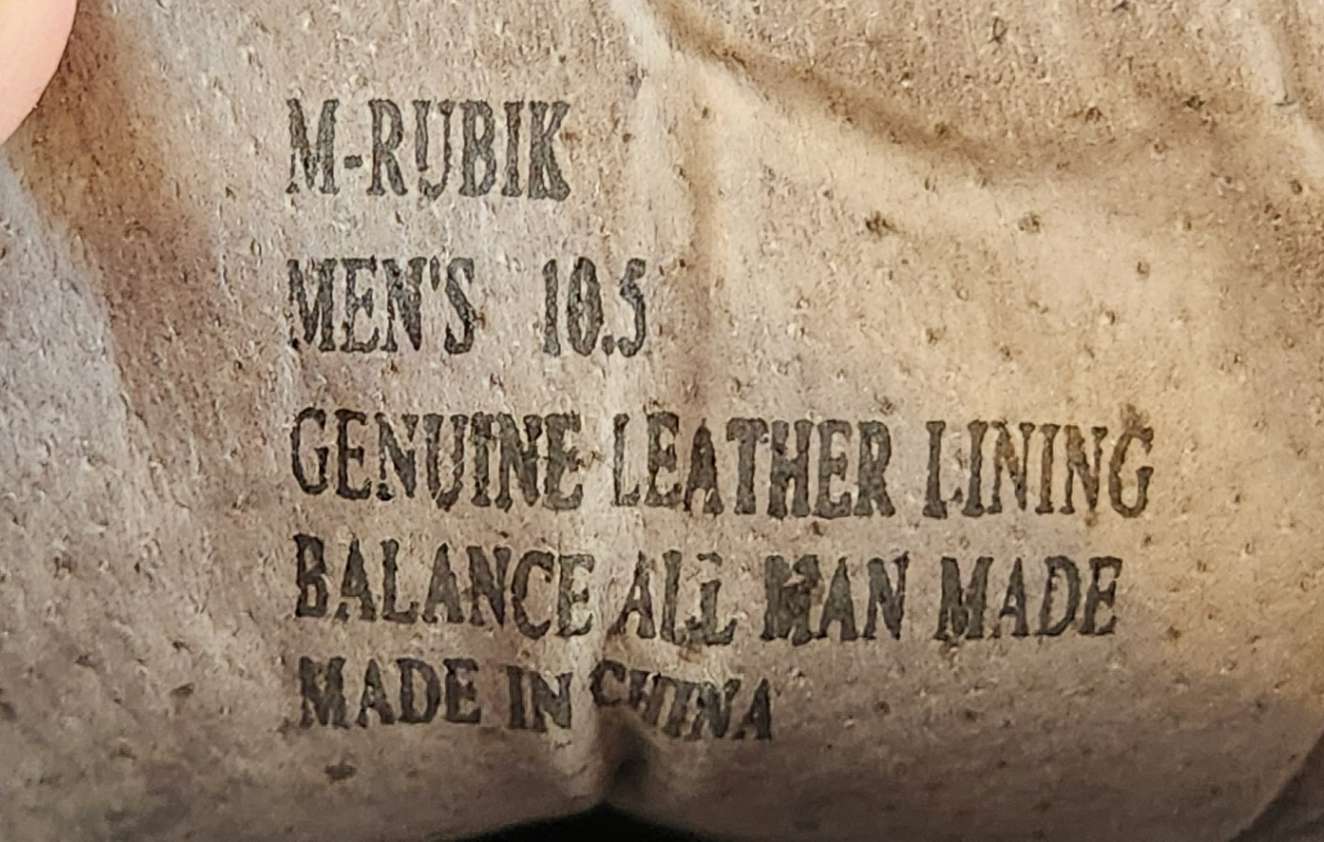 M-RUBIK
MEN'S 10.5
GENUINE LEATHER LINING
BALANCE ALL MAN MADE
MADE IN CHINA